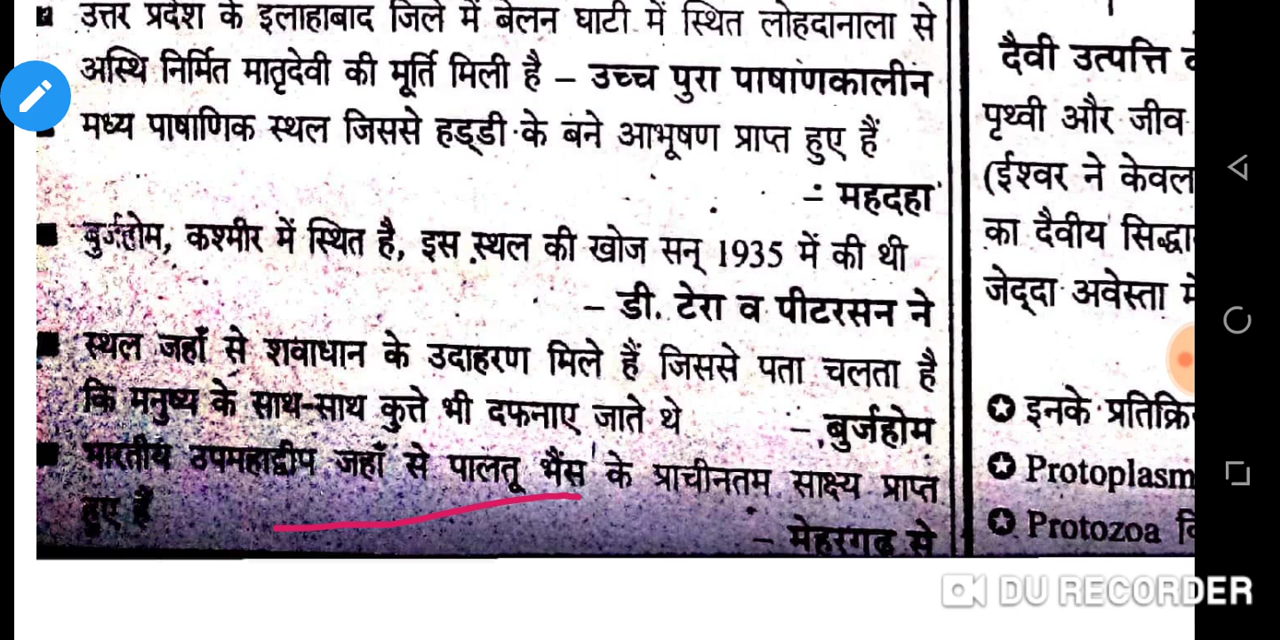 उत्तर प्रदेश के इलाहाबाद जिले में बेलन घाटी में स्थित लोहदानाला से
अस्थि निर्मित मातृदेवी की मूर्ति मिली है – उच्च पुरा पाषाणकालीन
मध्य पाषाणिक स्थल जिससे हड्डी के बने आभूषण प्राप्त हुए हैं
– महदहा
बुर्जहोम, कश्मीर में स्थित है, इस स्थल की खोज सन् 1935 में की थी
– डी. टेरा व पीटरसन ने
स्थल जहाँ से शवाधान के उदाहरण मिले हैं जिससे पता चलता है
कि मनुष्य के साथ-साथ कुत्ते भी दफनाए जाते थे – बुर्जहोम
भारतीय उपमहाद्वीप जहाँ से पालतू भैंस के प्राचीनतम साक्ष्य प्राप्त
हुए हैं
– मेहरगढ़ से
दैवी उत्पत्ति
पृथ्वी और जीव
(ईश्वर ने केवल
का दैवीय सिद्धा
जेद्दा अवेस्ता में
इनके प्रतिक्रि
Protoplasm
Protozoa
DU RECORDER